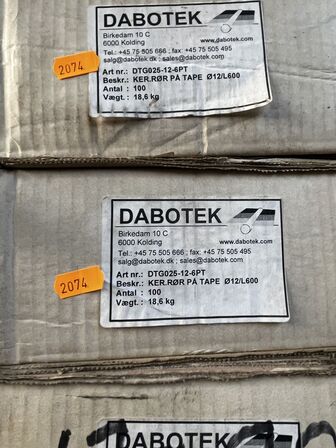 DABOTEK
Birkedam 10 C
6000 Kolding
www.dabotek.com
Tel.: +45 75 505 666 ; fax: +45 75 505 495
salg@dabotek.dk ; sales@dabotek.com
Art nr.: DTG025-12-6PT
Beskr.: KER.RØR PÅ TAPE Ø12/L600
Antal : 100
Vægt. : 18,6 kg
2074
DABOTEK
Birkedam 10 C
6000 Kolding
www.dabotek.com
Tel.: +45 75 505 666 ; fax: +45 75 505 495
salg@dabotek.dk ; sales@dabotek.com
Art nr.: DTG025-12-6PT
Beskr.: KER.RØR PÅ TAPE Ø12/L600
Antal : 100
Vægt. : 18,6 kg
2074
DABOTEK